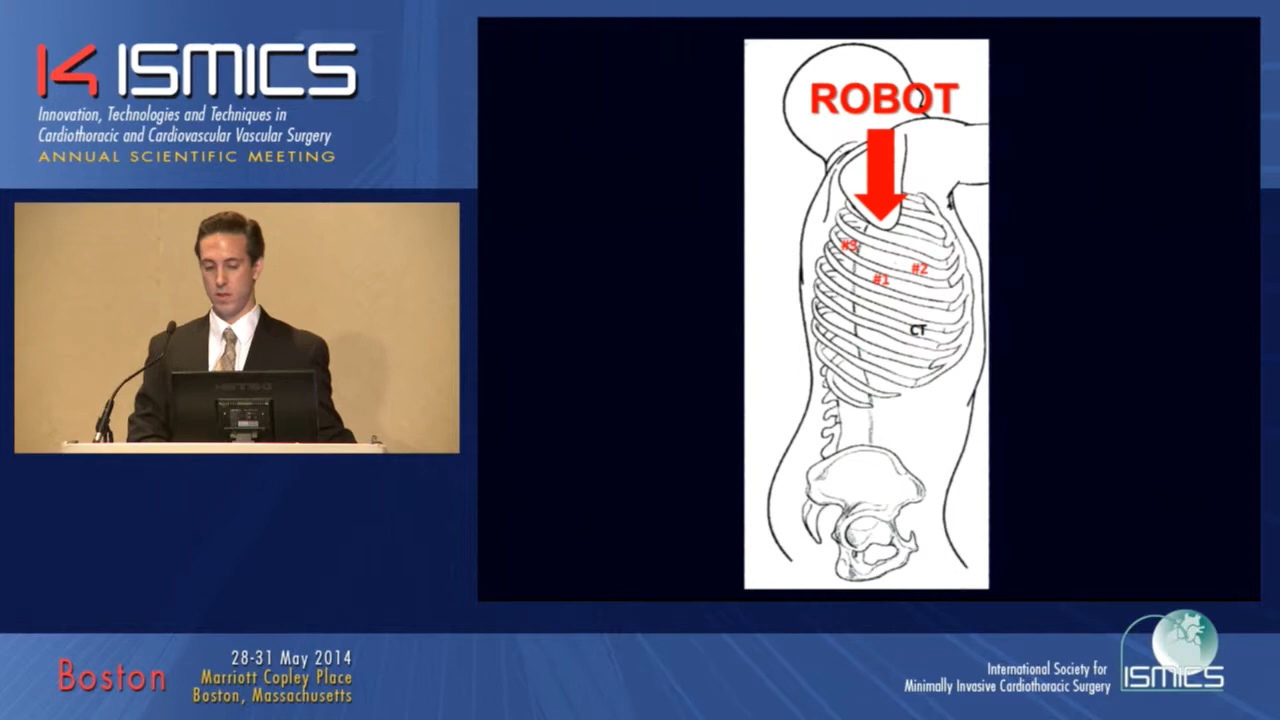 14 ISMICS
Innovation, Technologies and Techniques in
Cardiothoracic and Cardiovascular Vascular Surgery
ANNUAL SCIENTIFIC MEETING
ROBOT
#3
#2
#1
CT
Boston
28-31 May 2014
Marriott Copley Place
Boston, Massachusetts
International Society for
Minimally Invasive Cardiothoracic Surgery
ISMICS